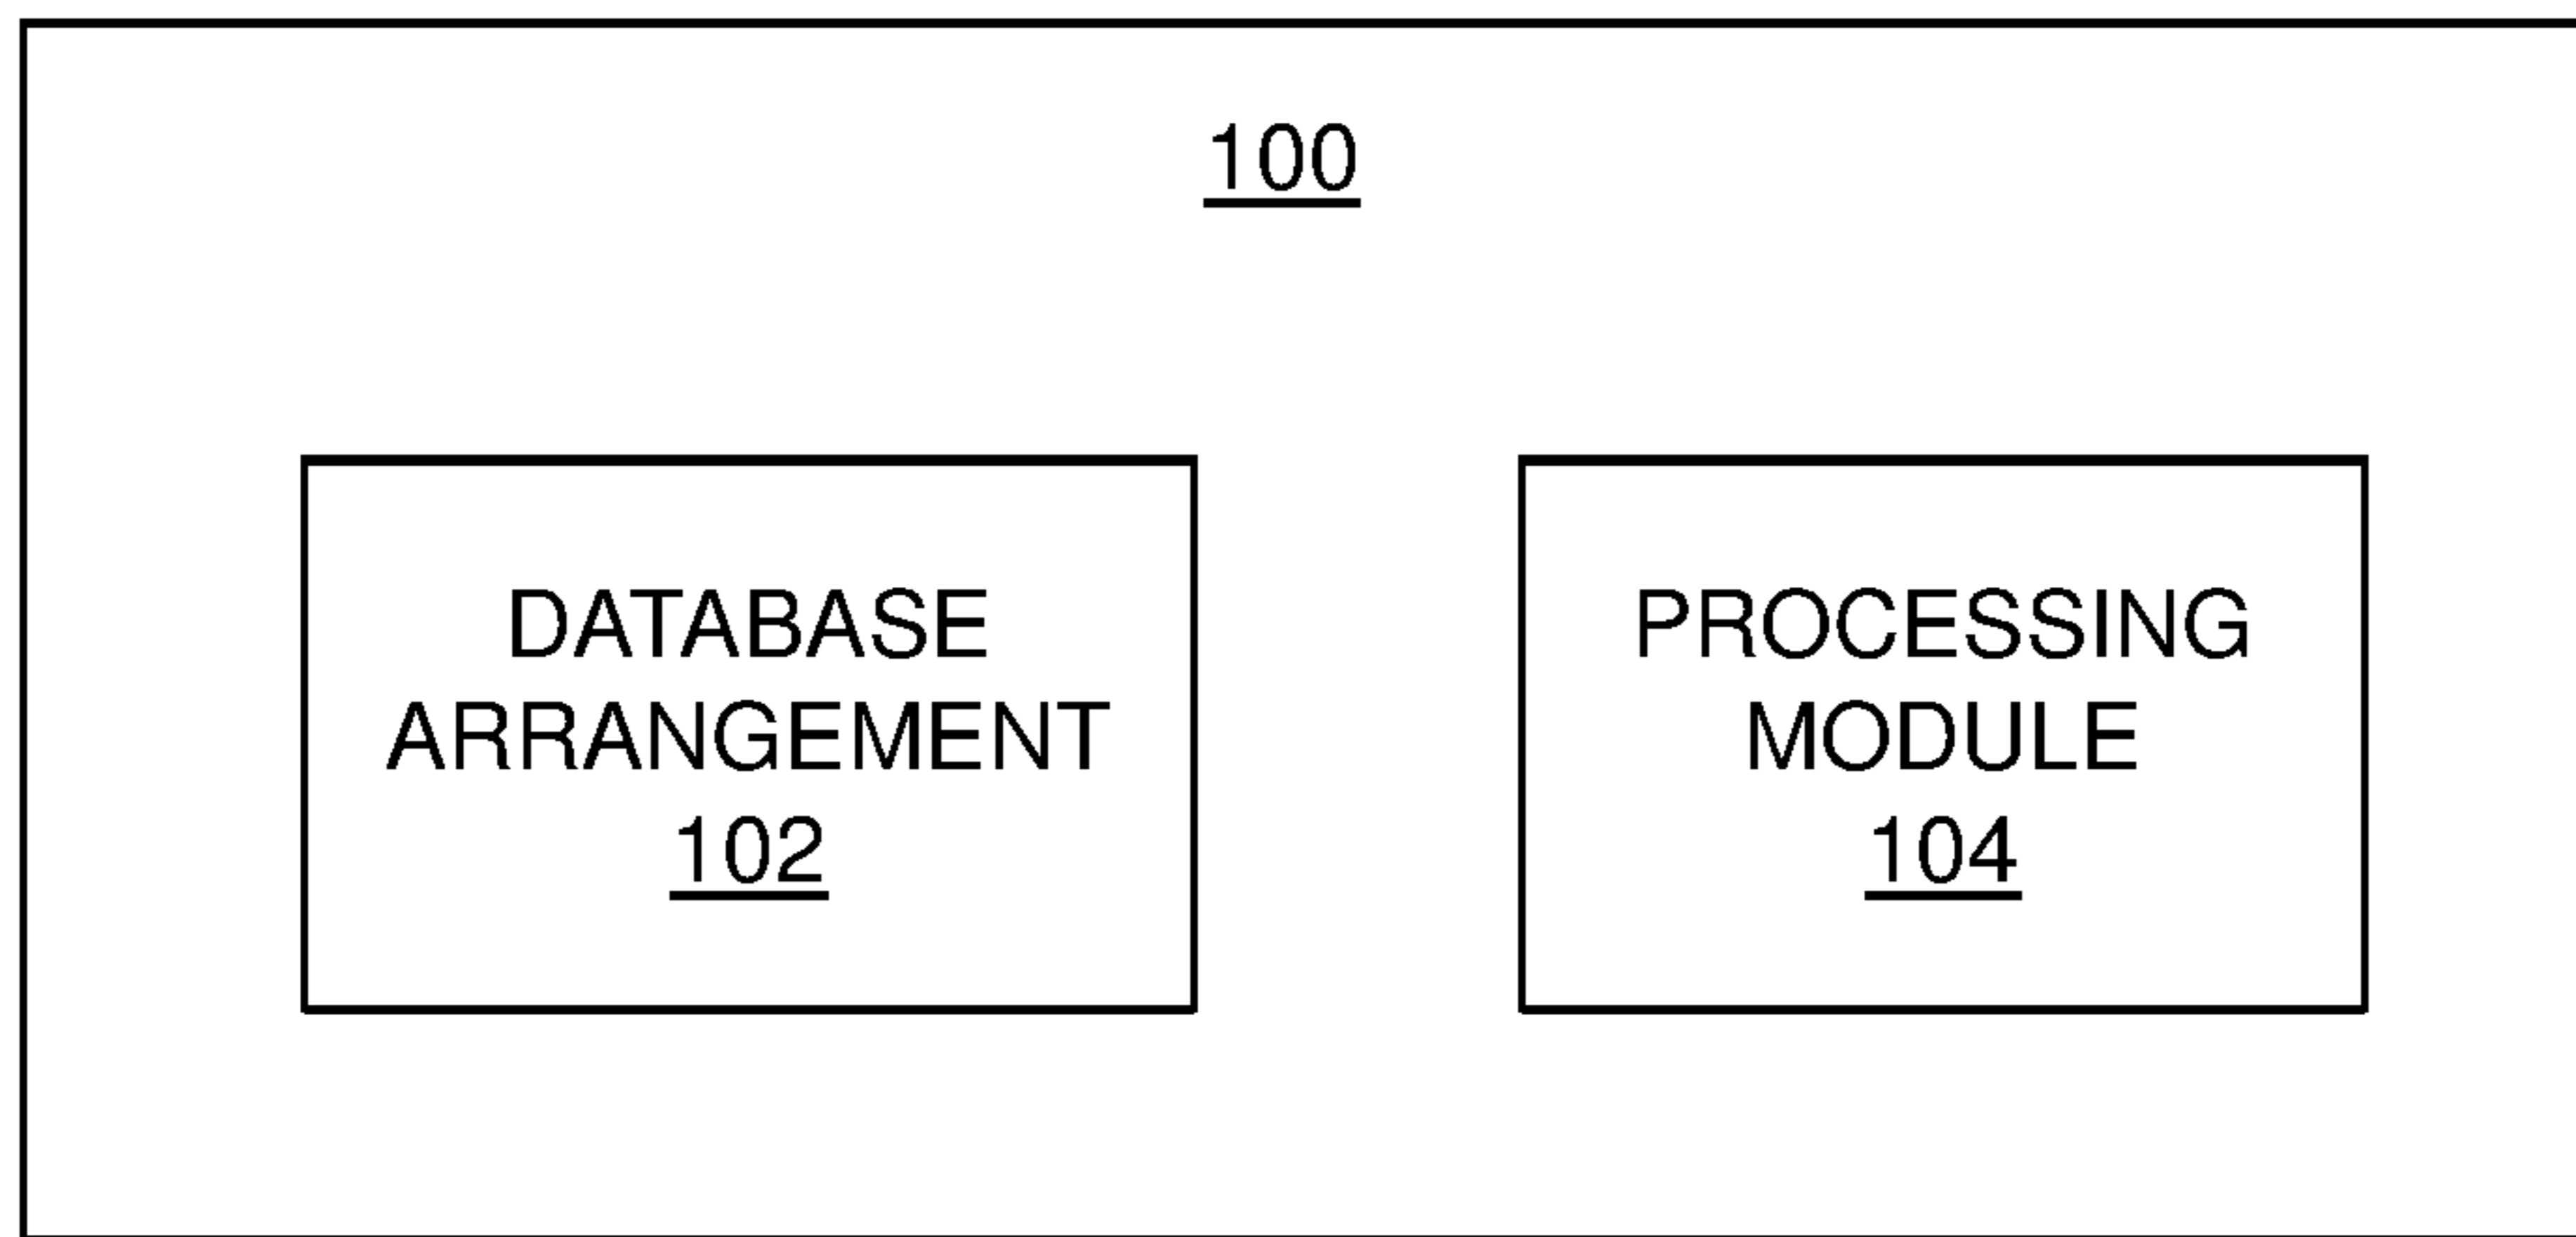 100
DATABASE
ARRANGEMENT
102
PROCESSING
MODULE
104